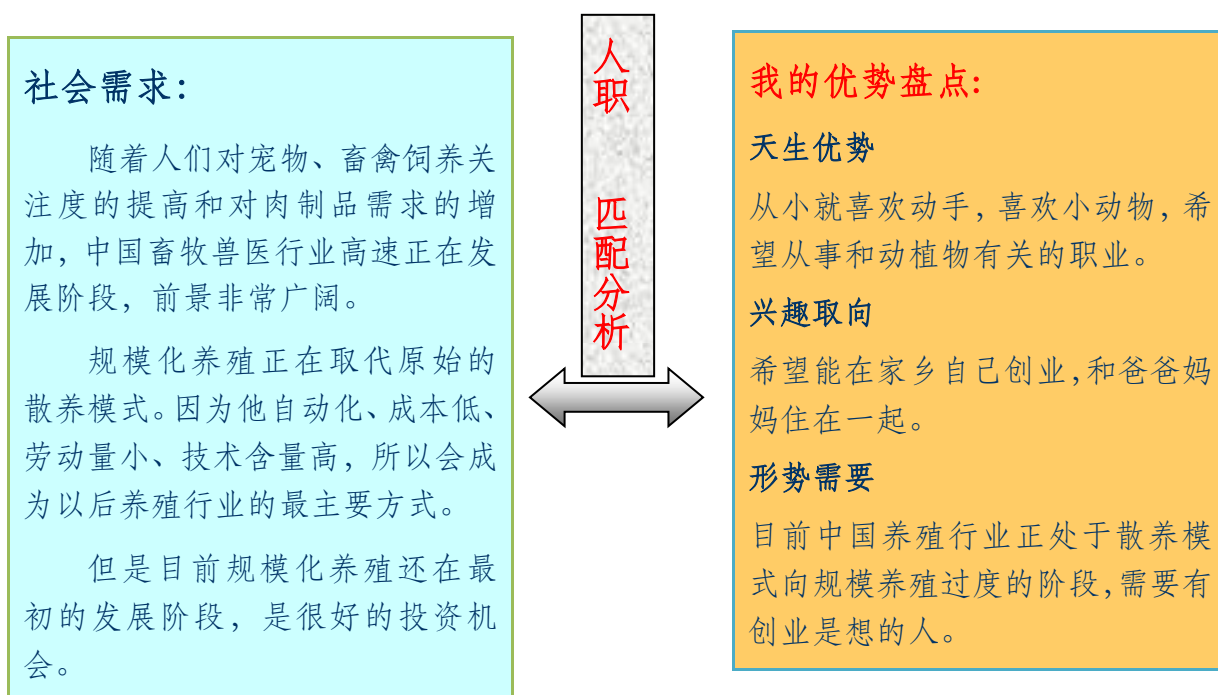 社会需求：
随着人们对宠物、畜禽饲养关
注度的提高和对肉制品需求的增
加，中国畜牧兽医行业高速正在发
展阶段，前景非常广阔。
规模化养殖正在取代原始的
散养模式。因为他自动化、成本低、
劳动量小、技术含量高，所以会成
为以后养殖行业的最主要方式。
但是目前规模化养殖还在最
初的发展阶段，是很好的投资机
会。
人职 匹配分析
我的优势盘点:
天生优势
从小就喜欢动手，喜欢小动物，希
望从事和动植物有关的职业。
兴趣取向
希望能在家乡自己创业，和爸爸妈
妈住在一起。
形势需要
目前中国养殖行业正处于散养模
式向规模养殖过度的阶段，需要有
创业是想的人。